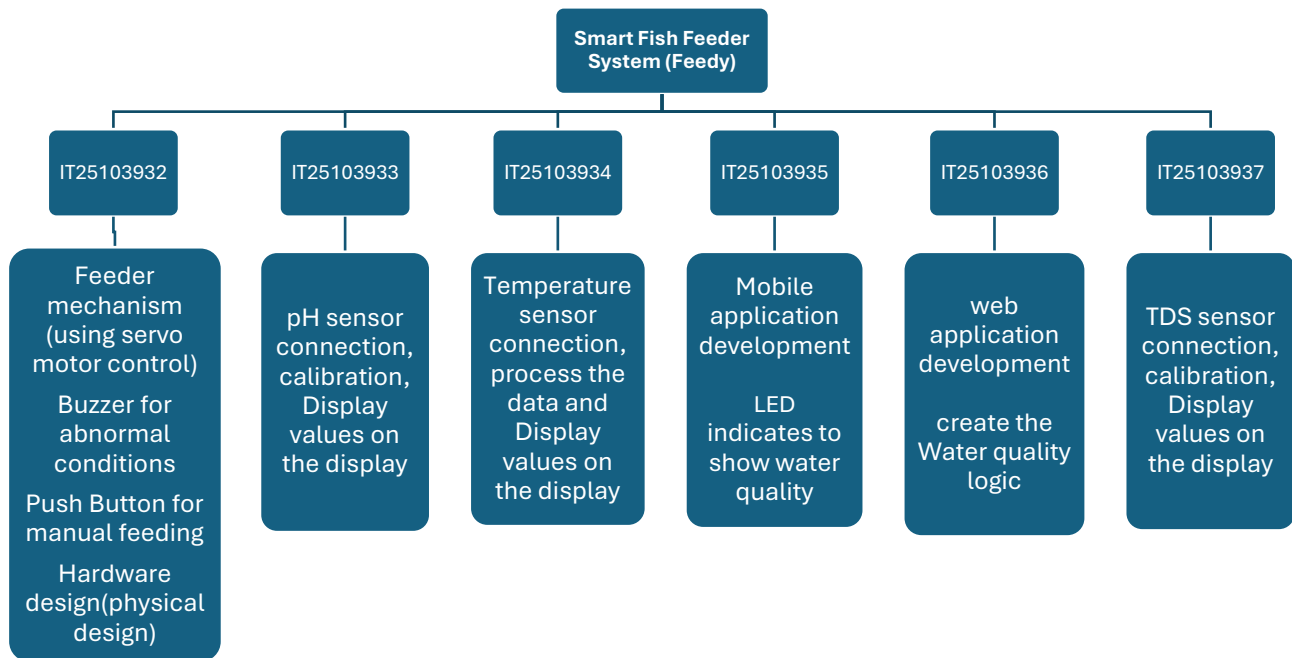 Smart Fish Feeder
System (Feedy)
IT25103932
IT25103933
IT25103934
IT25103935
IT25103936
IT25103937
Feeder
mechanism
(using servo
motor control)
Buzzer for
abnormal
conditions
Push Button for
manual feeding
Hardware
design(physical
design)
pH sensor
connection,
calibration,
Display
values on
the display
Temperature
sensor
connection,
process the
data and
Display
values on
the display
Mobile
application
development
LED
indicates to
show water
quality
web
application
development
create the
Water quality
logic
TDS sensor
connection,
calibration,
Display
values on
the display